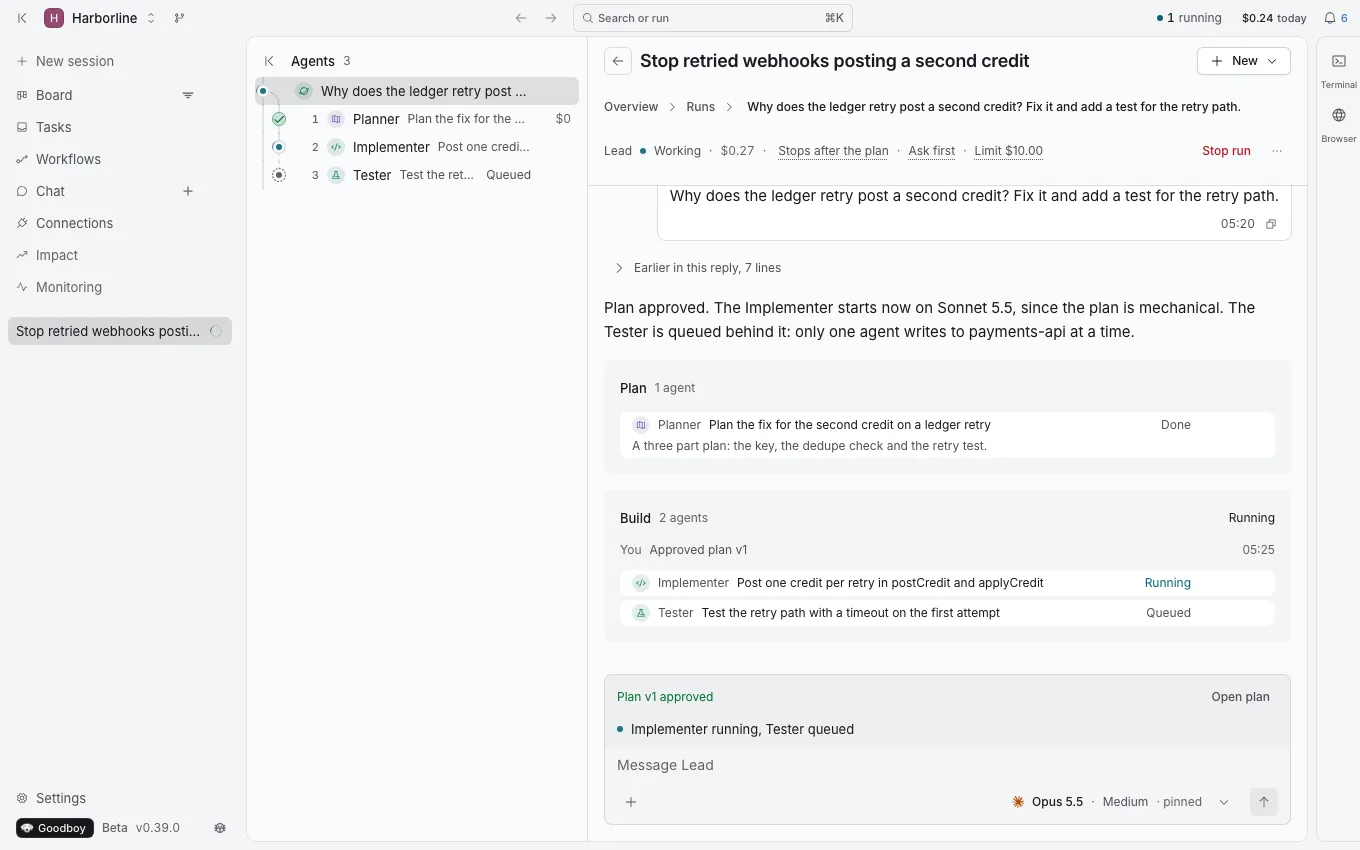 H Harborline
Search or run ⌘K
1 running
$0.24 today
6
New session
Board
Tasks
Workflows
Chat
Connections
Impact
Monitoring
Stop retried webhooks posti...
Settings
Goodboy Beta v0.39.0
Agents 3
Why does the ledger retry post ...
1 Planner Plan the fix for the ... $0
2 Implementer Post one credi...
3 Tester Test the ret... Queued
Stop retried webhooks posting a second credit
New
Overview Runs Why does the ledger retry post a second credit? Fix it and add a test for the retry path.
Lead Working · $0.27 · Stops after the plan · Ask first · Limit $10.00
Stop run ...
Why does the ledger retry post a second credit? Fix it and add a test for the retry path.
05:20
Earlier in this reply, 7 lines
Plan approved. The Implementer starts now on Sonnet 5.5, since the plan is mechanical. The
Tester is queued behind it: only one agent writes to payments-api at a time.
Plan 1 agent
Planner Plan the fix for the second credit on a ledger retry Done
A three part plan: the key, the dedupe check and the retry test.
Build 2 agents Running
You Approved plan v1 05:25
Implementer Post one credit per retry in postCredit and applyCredit Running
Tester Test the retry path with a timeout on the first attempt Queued
Plan v1 approved Open plan
Implementer running, Tester queued
Message Lead
Opus 5.5 · Medium · pinned
Terminal
Browser